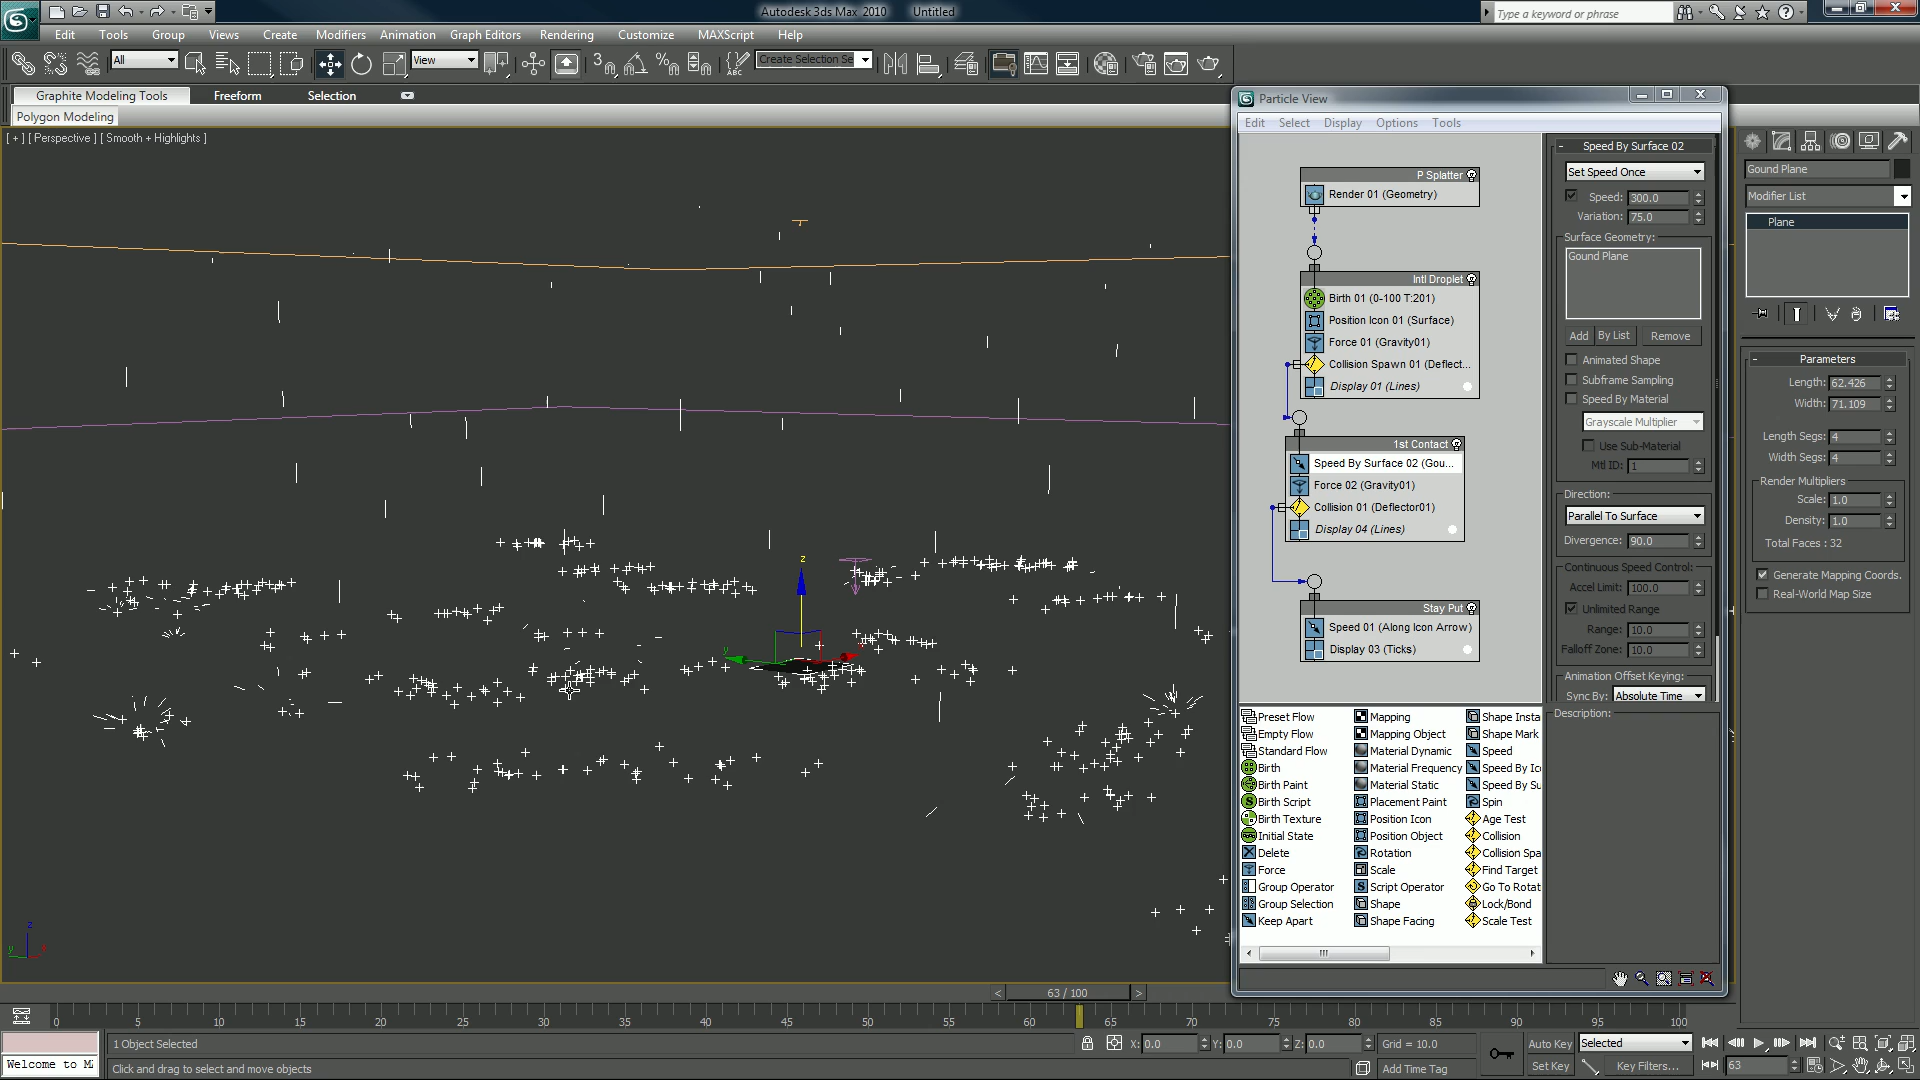 Autodesk 3ds Max 2010 Untitled
Type a keyword or phrase
Edit Tools Group Views Create Modifiers Animation Graph Editors Rendering Customize MAXScript Help
All
View
Create Selection Se
Graphite Modeling Tools Freeform Selection
Polygon Modeling
[ + ] [ Perspective ] [ Smooth + Highlights ]
Particle View
Edit Select Display Options Tools
P Splatter
Render 01 (Geometry)
Intl Droplet
Birth 01 (0-100 T:201)
Position Icon 01 (Surface)
Force 01 (Gravity01)
Collision Spawn 01 (Deflect...
Display 01 (Lines)
1st Contact
Speed By Surface 02 (Gou...
Force 02 (Gravity01)
Collision 01 (Deflector01)
Display 04 (Lines)
Stay Put
Speed 01 (Along Icon Arrow)
Display 03 (Ticks)
Speed By Surface 02
Set Speed Once
Speed: 300.0
Variation: 75.0
Surface Geometry:
Gound Plane
Add By List Remove
Animated Shape
Subframe Sampling
Speed By Material
Grayscale Multiplier
Use Sub-Material
Mtl ID: 1
Direction:
Parallel To Surface
Divergence: 90.0
Continuous Speed Control:
Accel Limit: 100.0
Unlimited Range
Range: 10.0
Falloff Zone: 10.0
Animation Offset Keying:
Sync By: Absolute Time
Description:
Preset Flow Mapping Shape Insta
Empty Flow Mapping Object Shape Mark
Standard Flow Material Dynamic Speed
Birth Material Frequency Speed By Ic
Birth Paint Material Static Speed By Su
Birth Script Placement Paint Spin
Birth Texture Position Icon Age Test
Initial State Position Object Collision
Delete Rotation Collision Spa
Force Scale Find Target
Group Operator Script Operator Go To Rotat
Group Selection Shape Lock/Bond
Keep Apart Shape Facing Scale Test
Gound Plane
Modifier List
Plane
Parameters
Length: 62.426
Width: 71.109
Length Segs: 4
Width Segs: 4
Render Multipliers
Scale: 1.0
Density: 1.0
Total Faces : 32
Generate Mapping Coords.
Real-World Map Size
z
y
z
y
< 63 / 100 >
0 5 10 15 20 25 30 35 40 45 50 55 60 65 70 75 80 85 90 95 100
1 Object Selected
X: 0.0 Y: 0.0 Z: 0.0 Grid = 10.0
Auto Key Selected
Welcome to M
Click and drag to select and move objects
Add Time Tag
Set Key Key Filters...
63